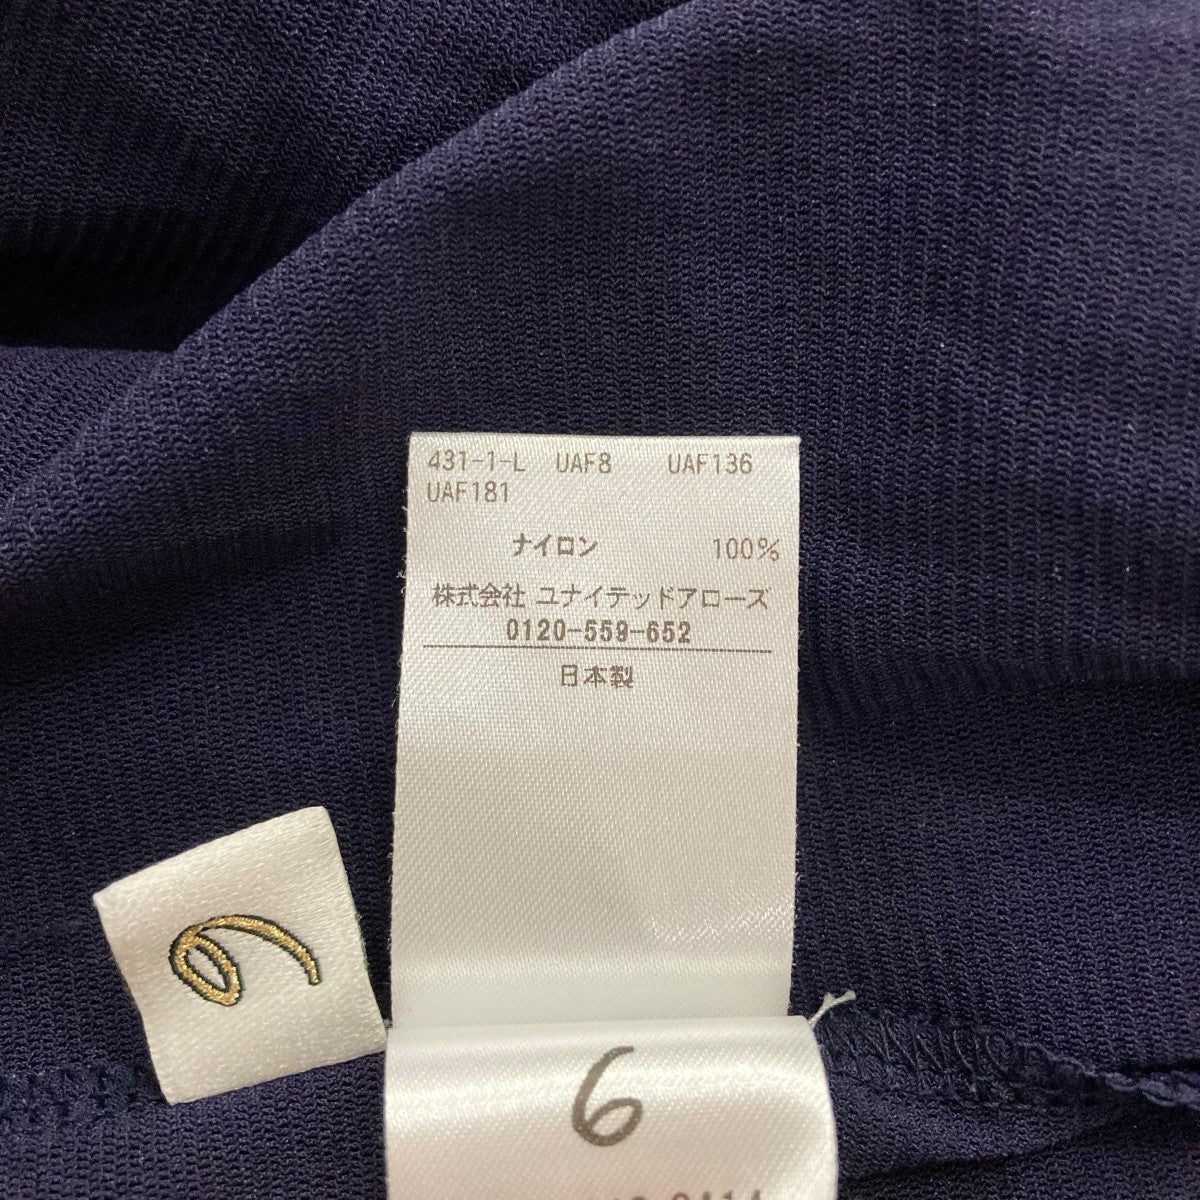 431-1-L UAF8 UAF136
UAF181
ナイロン 100%
株式会社 ユナイテッドアローズ
0120-559-652
日本製
6
6